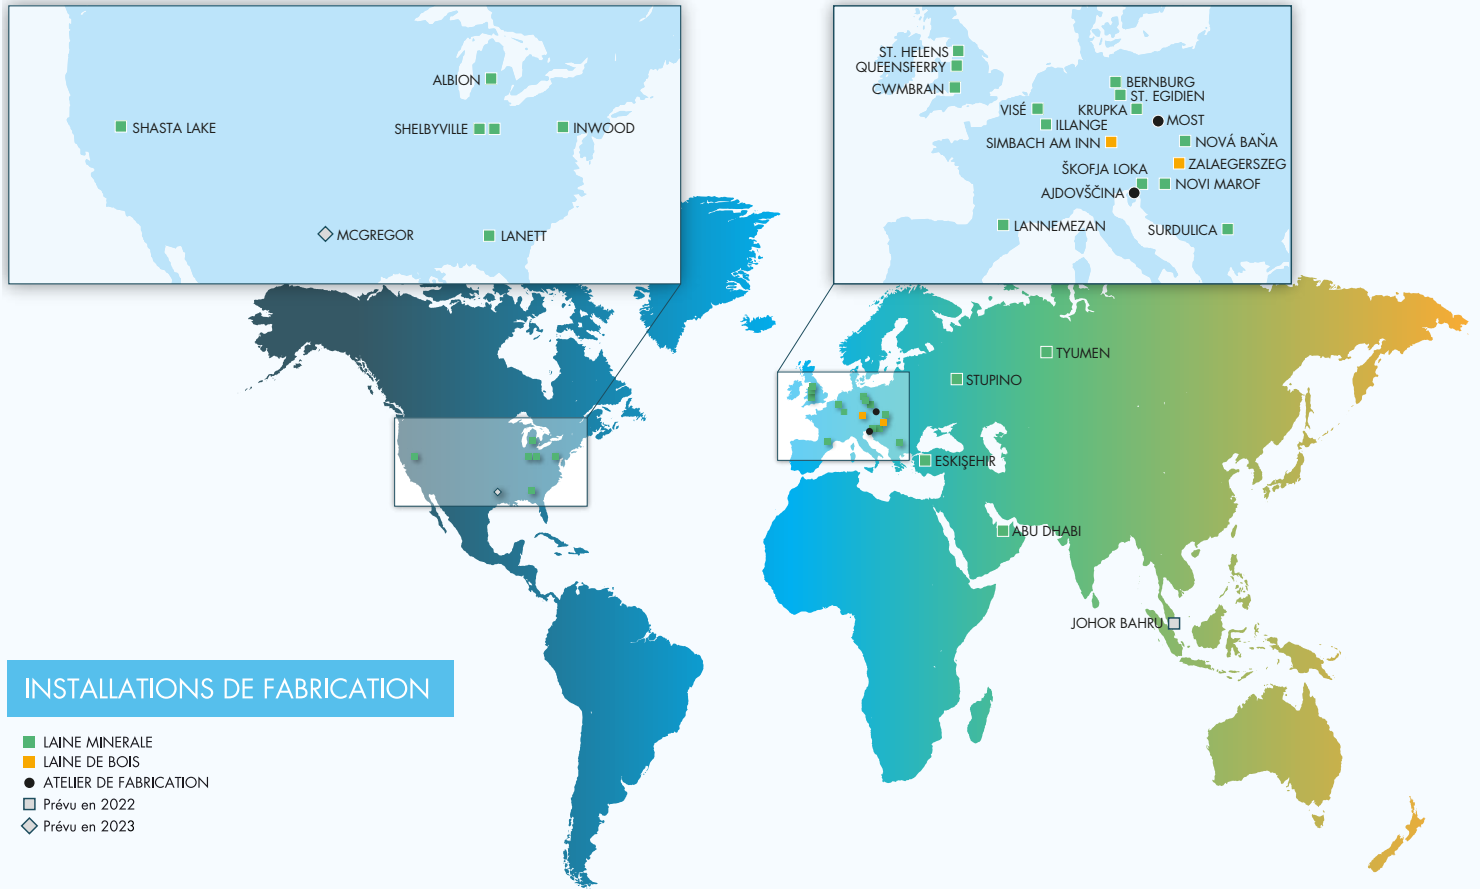 ALBION
SHASTA LAKE
SHELBYVILLE
INWOOD
MCGREGOR
LANETT
ST. HELENS
QUEENSFERRY
CWMBRAN
BERNBURG
ST. EGIDIEN
VISÉ
KRUPKA
ILLANGE
MOST
SIMBACH AM INN
NOVÁ BAŇA
ZALAEGERSZEG
ŠKOFJA LOKA
NOVI MAROF
AJDOVŠČINA
LANNEMEZAN
SURDULICA
TYUMEN
STUPINO
ESKIŞEHIR
ABU DHABI
JOHOR BAHRU
INSTALLATIONS DE FABRICATION
LAINE MINERALE
LAINE DE BOIS
ATELIER DE FABRICATION
Prévu en 2022
Prévu en 2023